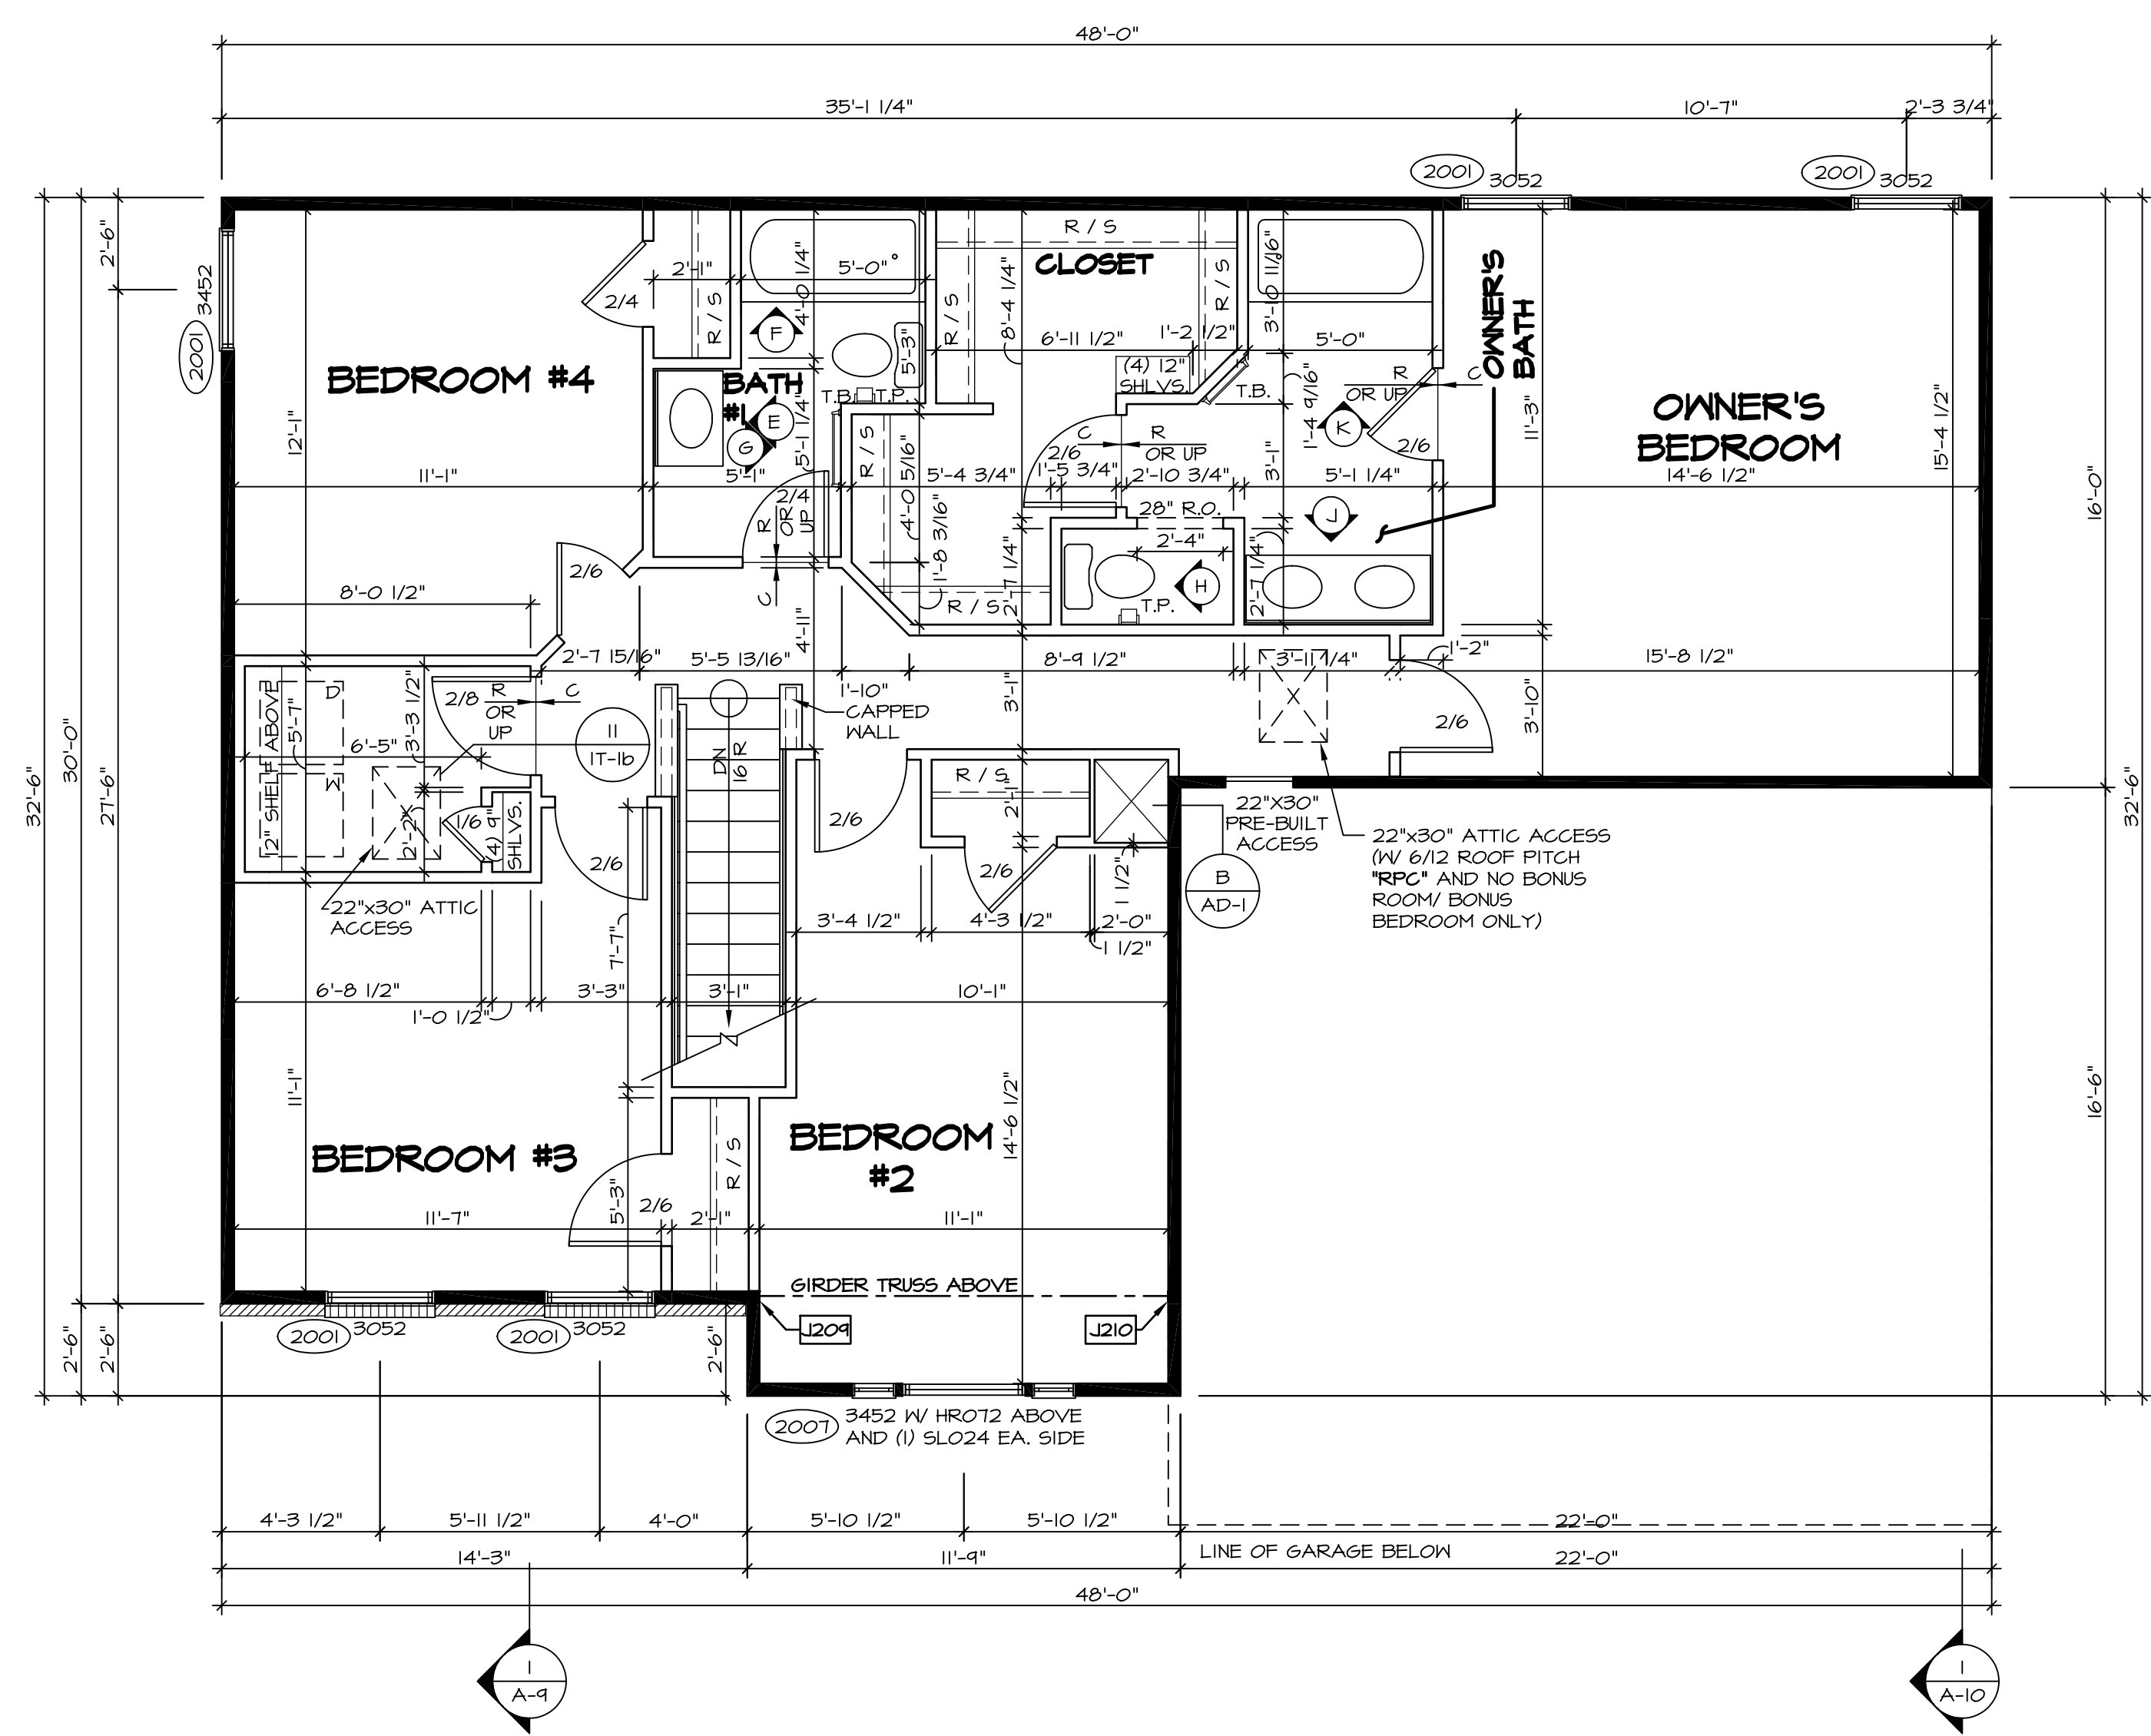 48'-0"
35'-1 1/4"
10'-7"
2'-3 3/4"
2001
3052
2001
3052
2'-6"
3452
2001
12'-1"
BEDROOM #4
2/4
2'-1"
R / S
4'-0 1/4"
5'-0"
F
5'-3"
BATH
#1
E
G
T.B.
T.P.
5'-1 1/4"
R / S
CLOSET
R / S
R / S
8'-4 1/4"
6'-11 1/2"
1'-2 1/2"
(4) 12"
SHLVS.
3'-10 11/16"
5'-0"
T.B.
1'-4 9/16"
R
OR UP
C
K
2/6
OWNER'S
BATH
11'-3"
OWNER'S
BEDROOM
15'-4 1/2"
16'-0"
11'-1"
5'-1"
2/4
R
OR
UP
C
R / S
4'-0 5/16"
5'-4 3/4"
C
R
OR UP
2/6
1'-5 3/4"
2'-10 3/4"
3'-1"
5'-1 1/4"
14'-6 1/2"
1'-8 3/16"
28" R.O.
2'-4"
J
2'-7 1/4"
2'-7 1/4"
H
T.P.
R / S
2/6
8'-0 1/2"
4'-11"
2'-7 15/16"
5'-5 13/16"
8'-9 1/2"
3'-11 1/4"
1'-2"
15'-8 1/2"
32'-6"
30'-0"
27'-6"
12" SHELF ABOVE
5'-7"
D
W
3'-3 1/2"
2/8
R
OR
UP
C
6'-5"
11
IT-1b
X
2'-2"
1/6
(4) 9"
SHLVS.
2/6
DN
16 R
1'-10"
CAPPED
WALL
3'-1"
X
2/6
3'-10"
2/6
R / S
2'-1"
2/6
1 1/2"
22"X30"
PRE-BUILT
ACCESS
B
AD-1
22"x30" ATTIC ACCESS
(W/ 6/12 ROOF PITCH
"RPC" AND NO BONUS
ROOM/ BONUS
BEDROOM ONLY)
32'-6"
22"x30" ATTIC
ACCESS
7'-7"
3'-4 1/2"
4'-3 1/2"
2'-0"
1 1/2"
6'-8 1/2"
1'-0 1/2"
3'-3"
3'-1"
10'-1"
11'-1"
14'-6 1/2"
16'-6"
BEDROOM #3
BEDROOM
#2
R / S
5'-3"
2/6
11'-7"
2'-1"
11'-1"
GIRDER TRUSS ABOVE
J209
J210
2001
3052
2001
3052
2'-6"
2'-6"
2'-6"
2007
3452 W/ HR072 ABOVE
AND (1) SL024 EA. SIDE
4'-3 1/2"
5'-11 1/2"
4'-0"
5'-10 1/2"
5'-10 1/2"
22'-0"
14'-3"
11'-9"
LINE OF GARAGE BELOW
22'-0"
48'-0"
1
A-9
1
A-10